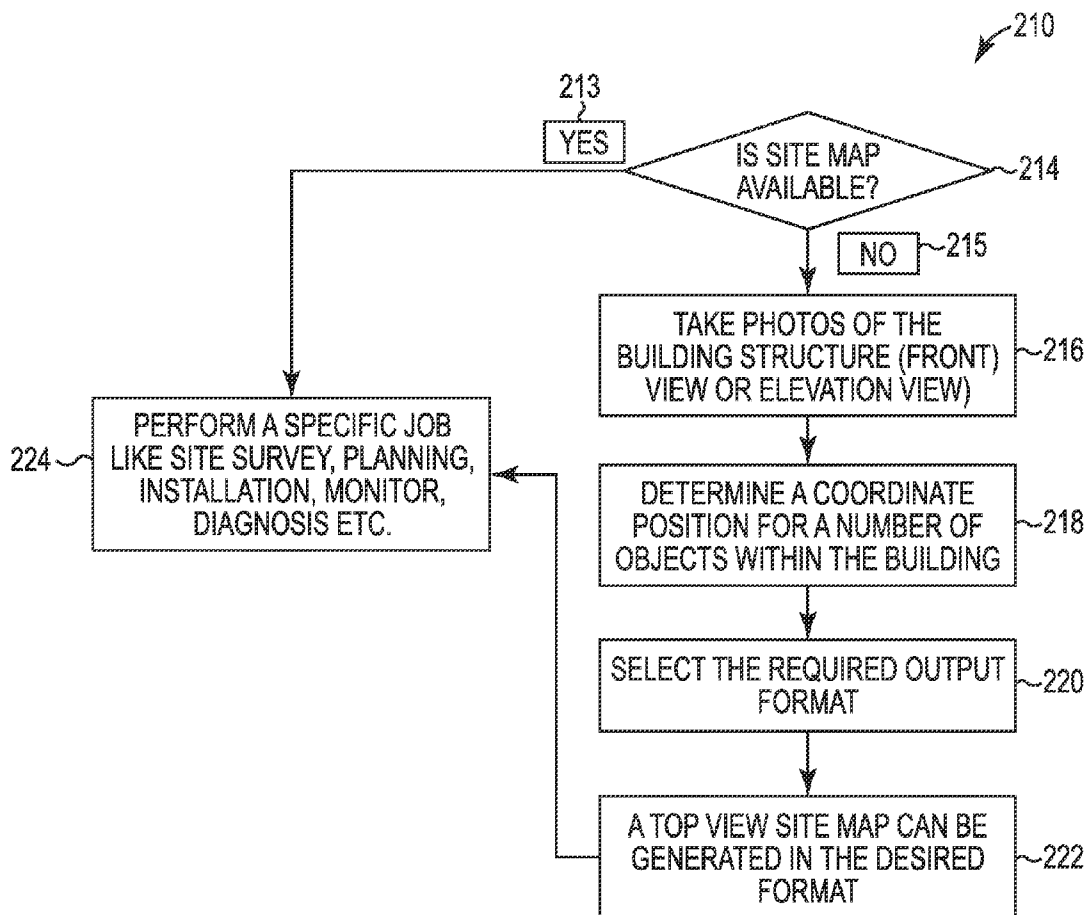 210
213
YES
IS SITE MAP
AVAILABLE?
214
NO
215
TAKE PHOTOS OF THE
BUILDING STRUCTURE (FRONT)
VIEW OR ELEVATION VIEW)
216
224
PERFORM A SPECIFIC JOB
LIKE SITE SURVEY, PLANNING,
INSTALLATION, MONITOR,
DIAGNOSIS ETC.
DETERMINE A COORDINATE
POSITION FOR A NUMBER OF
OBJECTS WITHIN THE BUILDING
218
SELECT THE REQUIRED OUTPUT
FORMAT
220
A TOP VIEW SITE MAP CAN BE
GENERATED IN THE DESIRED
FORMAT
222